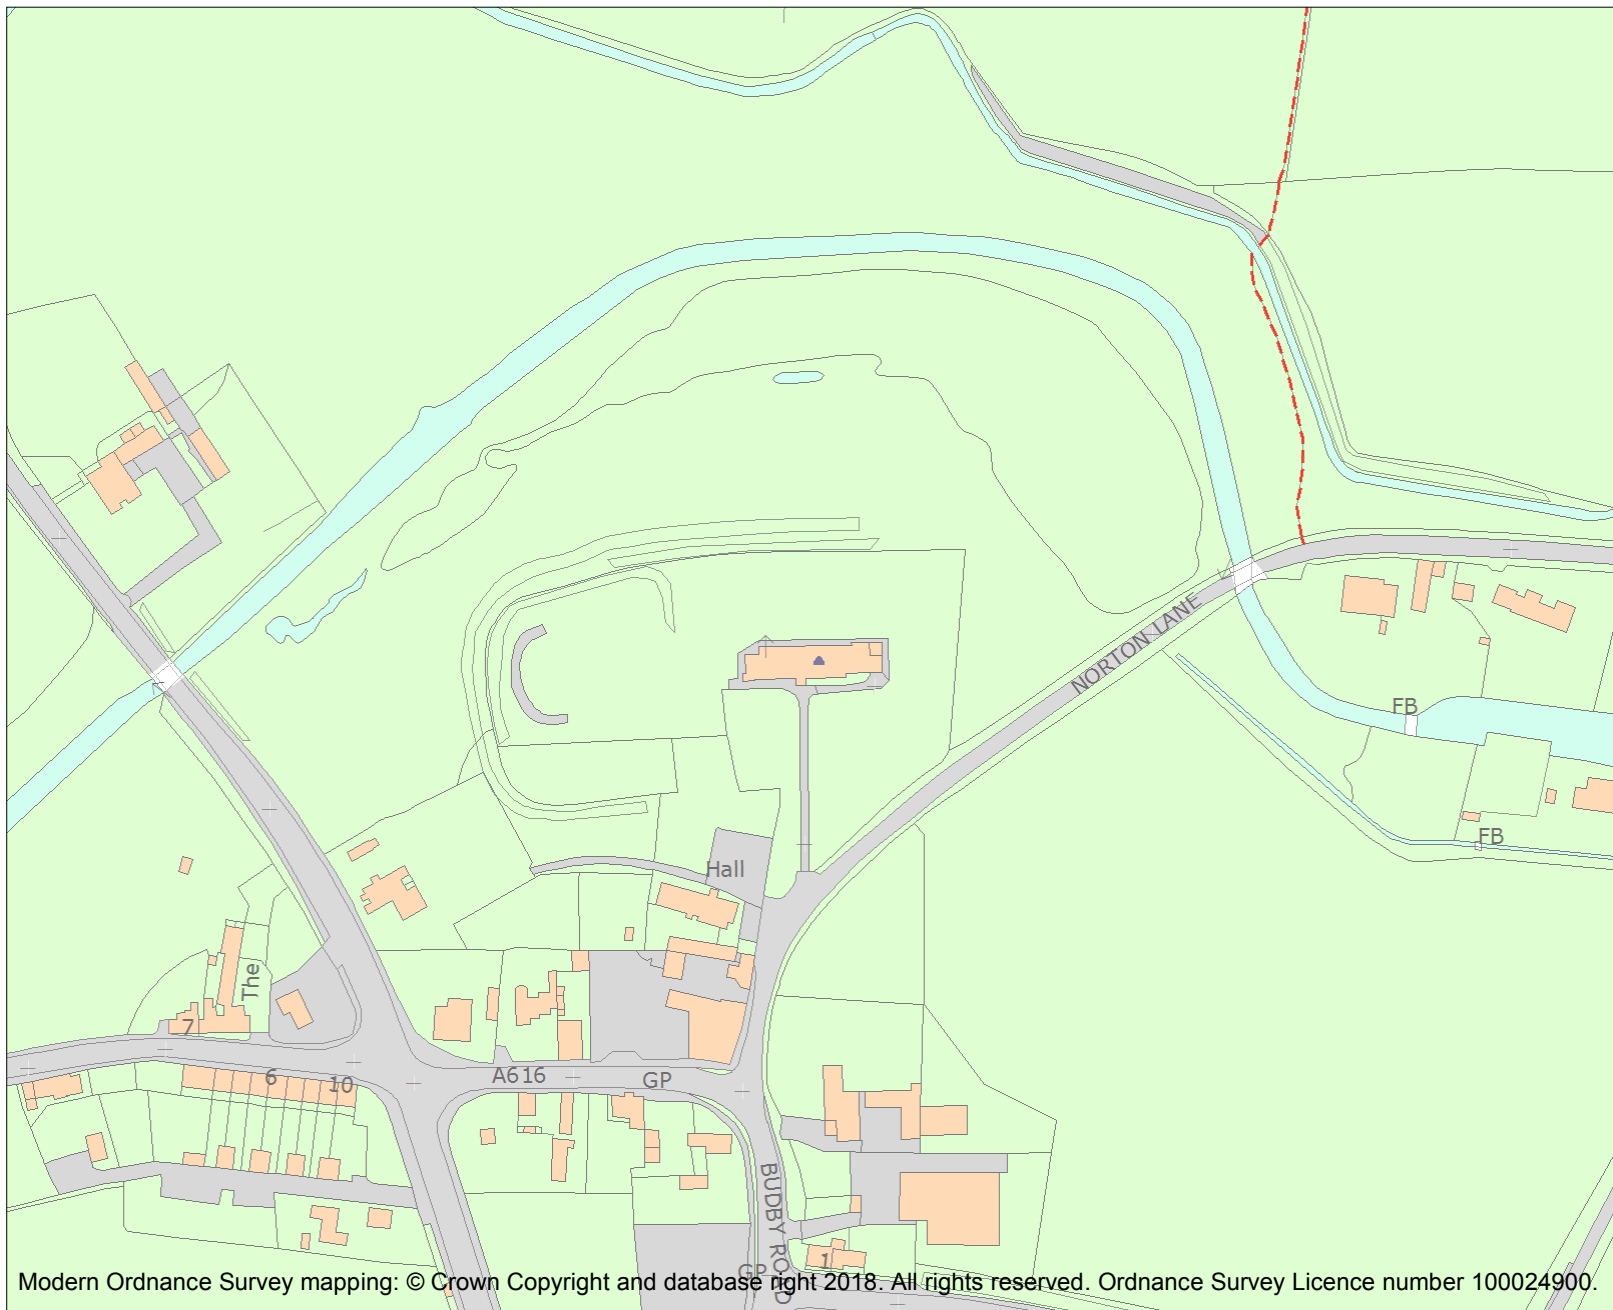 NORTON LANE
FB
FB
Hall
The
7
6
10
A616
GP
BUDBY ROAD
1
GP
Modern Ordnance Survey mapping: © Crown Copyright and database right 2018. All rights reserved. Ordnance Survey Licence number 100024900.